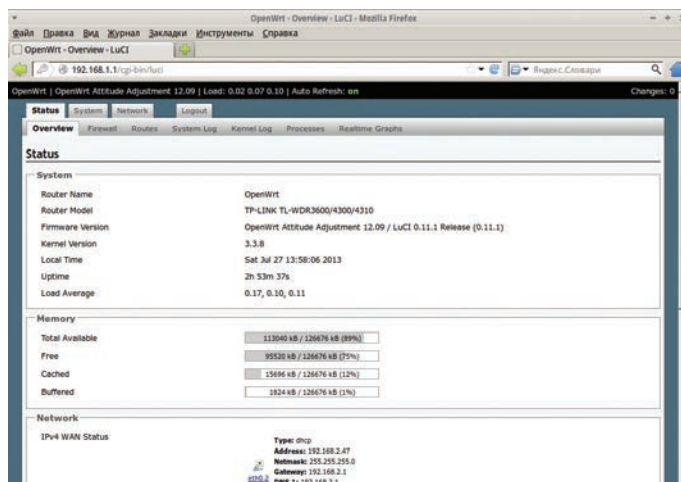 OpenWrt - Overview - LuCI - Mozilla Firefox
Файл Правка Вид Журнал Закладки Инструменты Справка
OpenWrt - Overview - LuCI
192.168.1.1/cgi-bin/luci Яндекс.Словари
OpenWrt | OpenWrt Attitude Adjustment 12.09 | Load: 0.02 0.07 0.10 | Auto Refresh: on Changes: 0
Status System Network Logout
Overview Firewall Routes System Log Kernel Log Processes Realtime Graphs
Status
System
Router Name OpenWrt
Router Model TP-LINK TL-WDR3600/4300/4310
Firmware Version OpenWrt Attitude Adjustment 12.09 / LuCI 0.11.1 Release (0.11.1)
Kernel Version 3.3.8
Local Time Sat Jul 27 13:58:06 2013
Uptime 2h 53m 37s
Load Average 0.17, 0.10, 0.11
Memory
Total Available 113040 kB / 126676 kB (89%)
Free 95520 kB / 126676 kB (75%)
Cached 15696 kB / 126676 kB (12%)
Buffered 1824 kB / 126676 kB (1%)
Network
IPv4 WAN Status Type: dhcp
Address: 192.168.2.47
Netmask: 255.255.255.0
Gateway: 192.168.2.1
eth0.2 DNS 1: 192.168.2.1